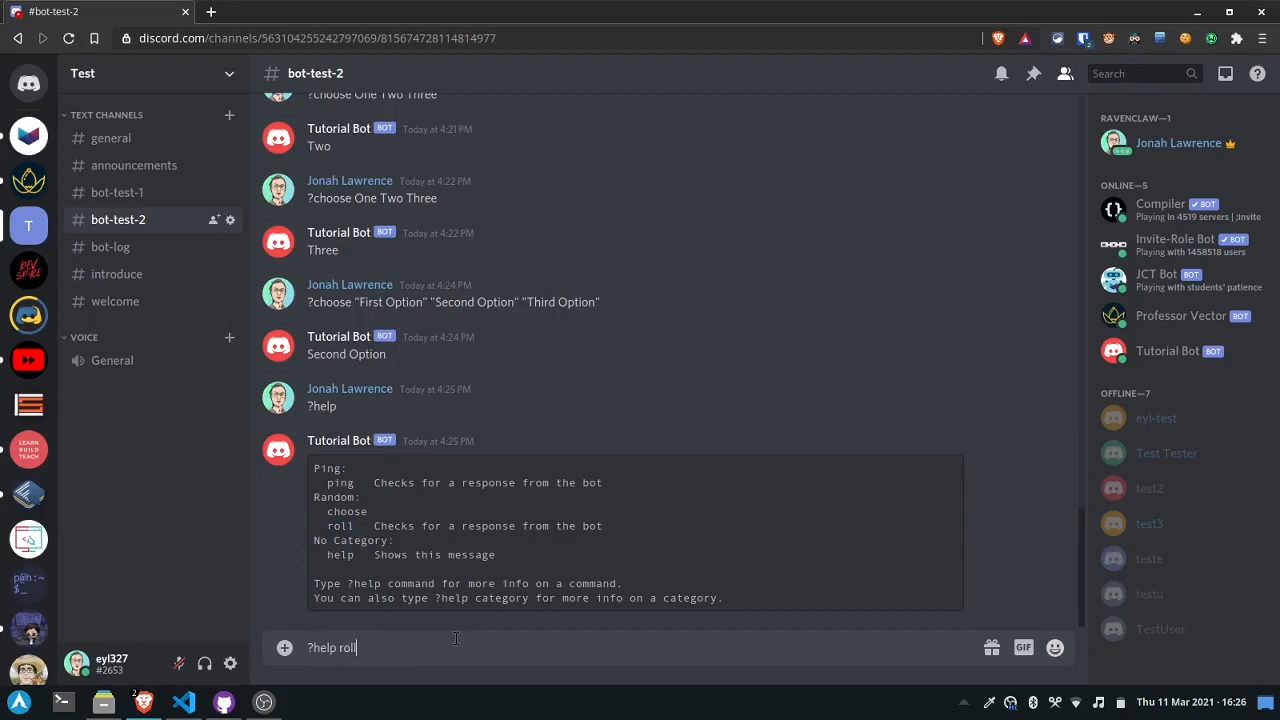 #bot-test-2
discord.com/channels/563104255242797069/815674728114814977
2
Test
# bot-test-2
Search
TEXT CHANNELS
# general
# announcements
# bot-test-1
# bot-test-2
# bot-log
# introduce
# welcome
VOICE
General
T
DEV
SPACE
LEARN
BUILD
TEACH
p@h:~
$_
eyl327
#2653
?choose One Two Three
Tutorial Bot BOT Today at 4:21 PM
Two
Jonah Lawrence Today at 4:22 PM
?choose One Two Three
Tutorial Bot BOT Today at 4:22 PM
Three
Jonah Lawrence Today at 4:24 PM
?choose "First Option" "Second Option" "Third Option"
Tutorial Bot BOT Today at 4:24 PM
Second Option
Jonah Lawrence Today at 4:25 PM
?help
Tutorial Bot BOT Today at 4:25 PM
Ping:
ping Checks for a response from the bot
Random:
choose
roll Checks for a response from the bot
No Category:
help Shows this message
Type ?help command for more info on a command.
You can also type ?help category for more info on a category.
?help roll
GIF
RAVENCLAW—1
Jonah Lawrence
ONLINE—5
Compiler BOT
Playing in 4519 servers | ;invite
Invite-Role Bot BOT
Playing with 1458518 users
JCT Bot BOT
Playing with students' patience
Professor Vector BOT
Tutorial Bot BOT
OFFLINE—7
eyl-test
Test Tester
test2
test3
teste
testu
TestUser
2
Thu 11 Mar 2021 - 16:26